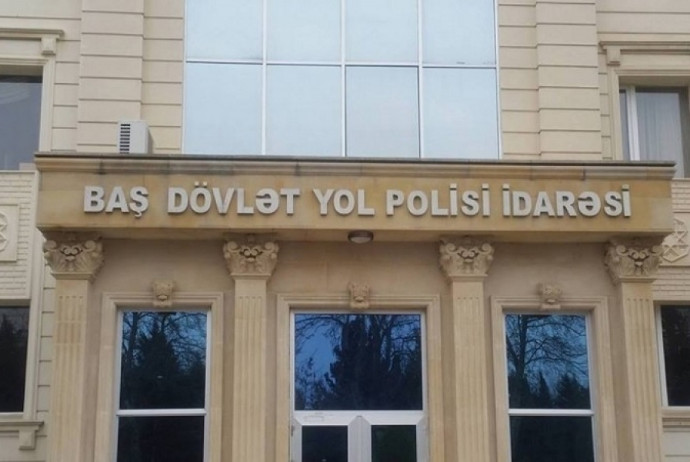 BAŞ DÖVLƏT YOL POLİSİ İDARƏSİ